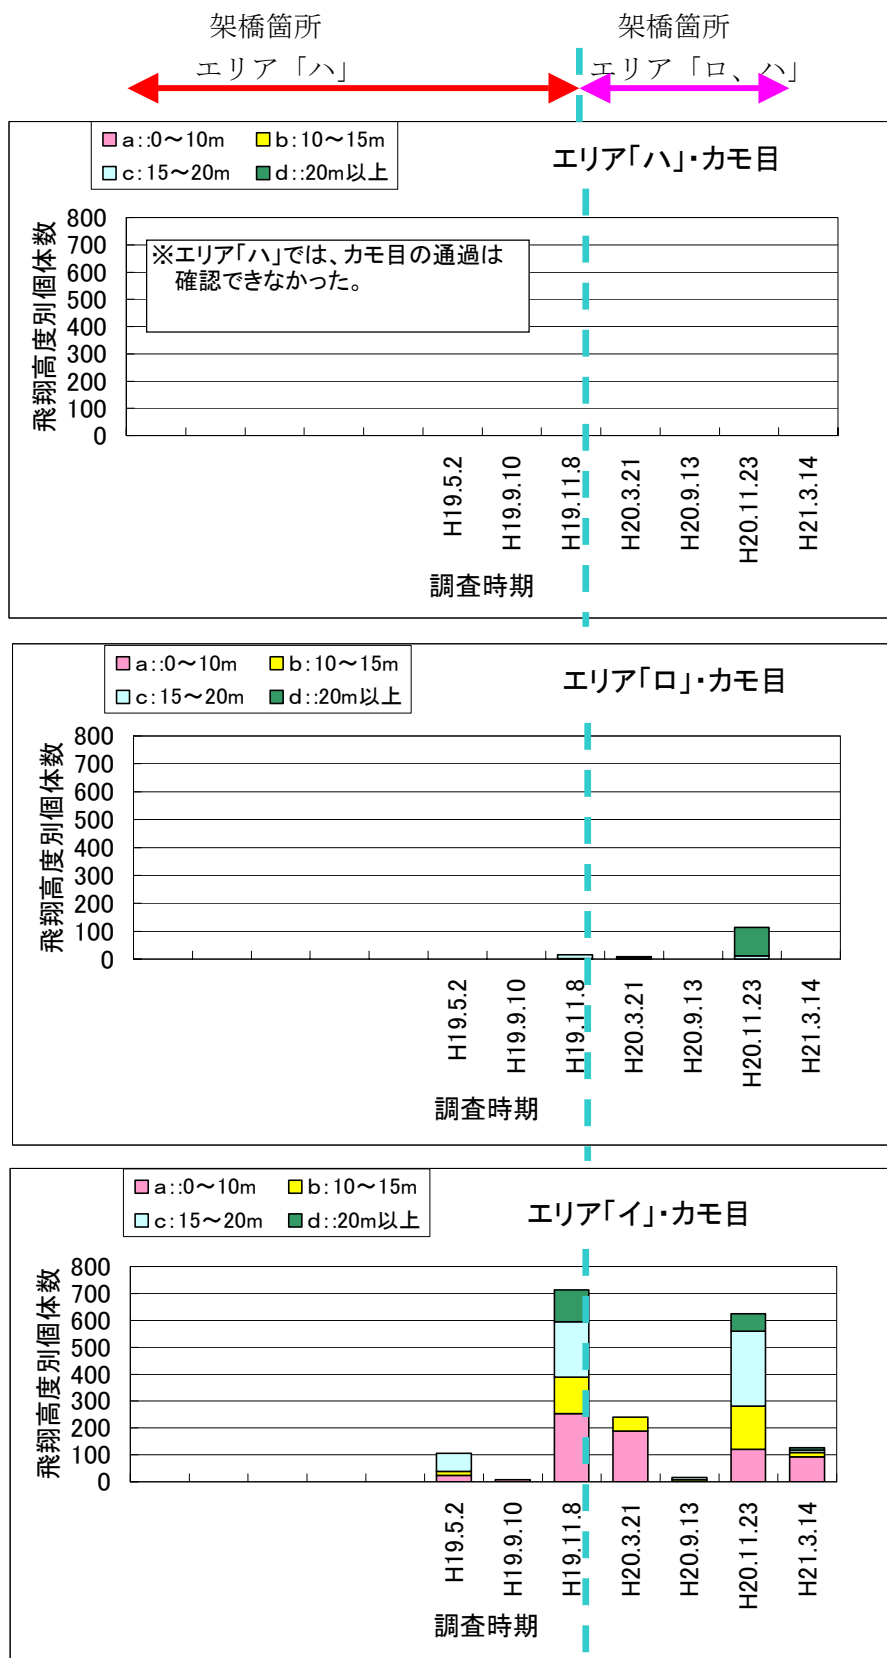 架橋箇所
エリア「ハ」
架橋箇所
エリア「ロ、ハ」
a::0～10m
b:10～15m
c:15～20m
d::20m以上
エリア「ハ」・カモ目
※エリア「ハ」では、カモ目の通過は
確認できなかった。
飛翔高度別個体数
800
700
600
500
400
300
200
100
0
H19.5.2
H19.9.10
H19.11.8
H20.3.21
H20.9.13
H20.11.23
H21.3.14
調査時期
a::0～10m
b:10～15m
c:15～20m
d::20m以上
エリア「ロ」・カモ目
飛翔高度別個体数
800
700
600
500
400
300
200
100
0
H19.5.2
H19.9.10
H19.11.8
H20.3.21
H20.9.13
H20.11.23
H21.3.14
調査時期
a::0～10m
b:10～15m
c:15～20m
d::20m以上
エリア「イ」・カモ目
飛翔高度別個体数
800
700
600
500
400
300
200
100
0
H19.5.2
H19.9.10
H19.11.8
H20.3.21
H20.9.13
H20.11.23
H21.3.14
調査時期